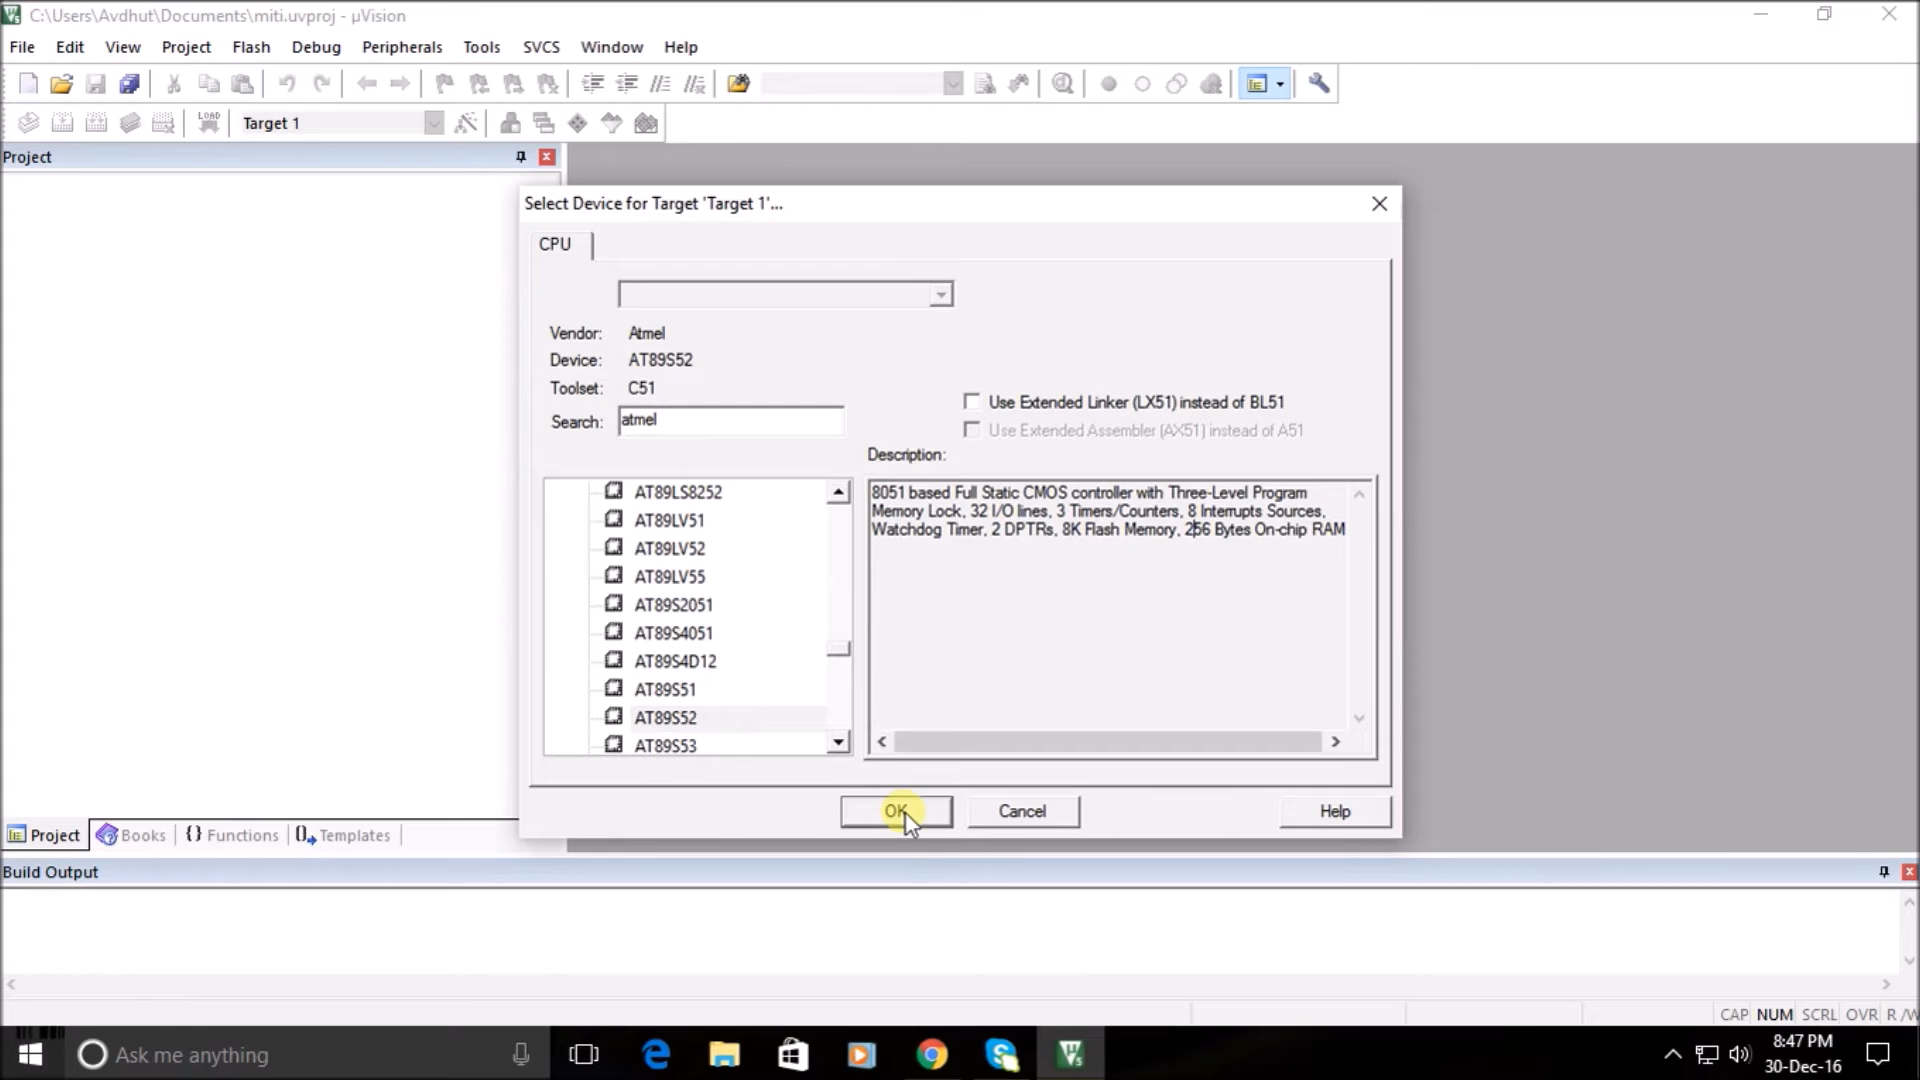 C:\Users\Avdhut\Documents\miti.uvproj - µVision
File Edit View Project Flash Debug Peripherals Tools SVCS Window Help
LOAD Target 1
Project
Select Device for Target 'Target 1'...
CPU
Vendor: Atmel
Device: AT89S52
Toolset: C51
Search: atmel
Use Extended Linker (LX51) instead of BL51
Use Extended Assembler (AX51) instead of A51
Description:
AT89LS8252
AT89LV51
AT89LV52
AT89LV55
AT89S2051
AT89S4051
AT89S4D12
AT89S51
AT89S52
AT89S53
8051 based Full Static CMOS controller with Three-Level Program
Memory Lock, 32 I/O lines, 3 Timers/Counters, 8 Interrupts Sources,
Watchdog Timer, 2 DPTRs, 8K Flash Memory, 256 Bytes On-chip RAM
OK Cancel Help
Project Books {} Functions Templates
Build Output
CAP NUM SCRL OVR R/W
Ask me anything
8:47 PM
30-Dec-16